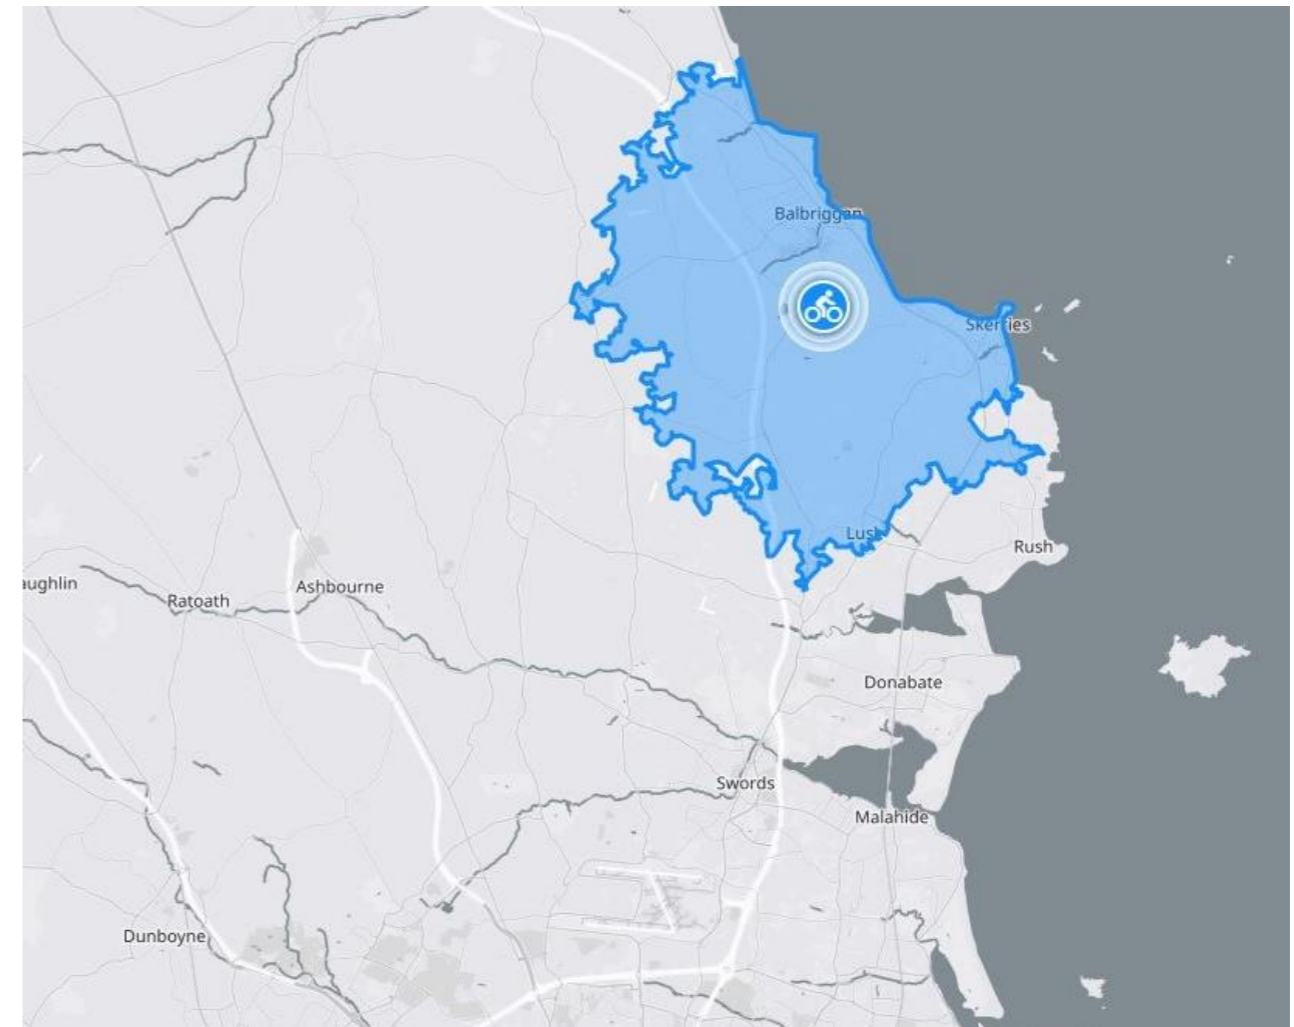 Balbriggan
Skerries
Lusk
Rush
aughlin
Ashbourne
Ratoath
Donabate
Swords
Malahide
Dunboyne